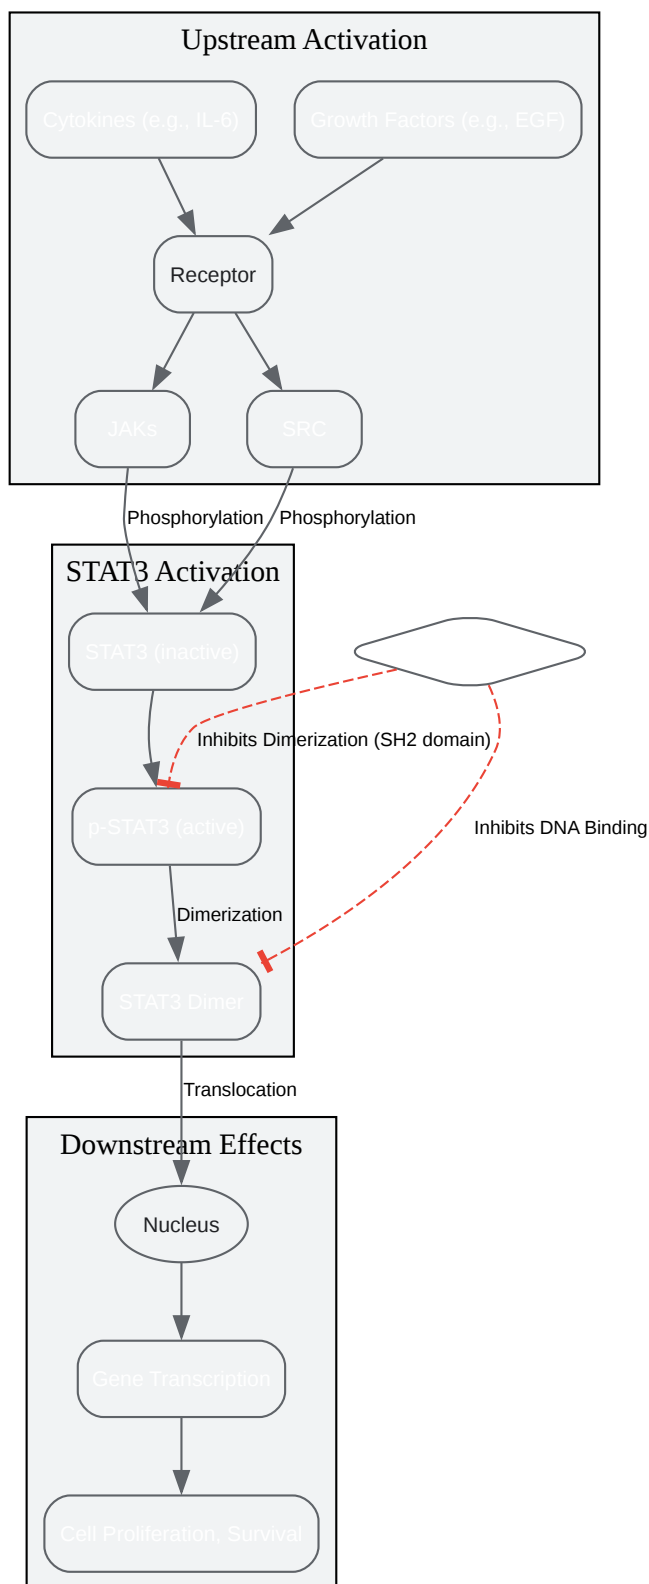 Upstream Activation
Cytokines (e.g., IL-6)
Growth Factors (e.g., EGF)
Receptor
JAKs
SRC
Phosphorylation
Phosphorylation
STAT3 Activation
STAT3 (inactive)
Inhibits Dimerization (SH2 domain)
p-STAT3 (active)
Inhibits DNA Binding
Dimerization
STAT3 Dimer
Translocation
Downstream Effects
Nucleus
Gene Transcription
Cell Proliferation, Survival